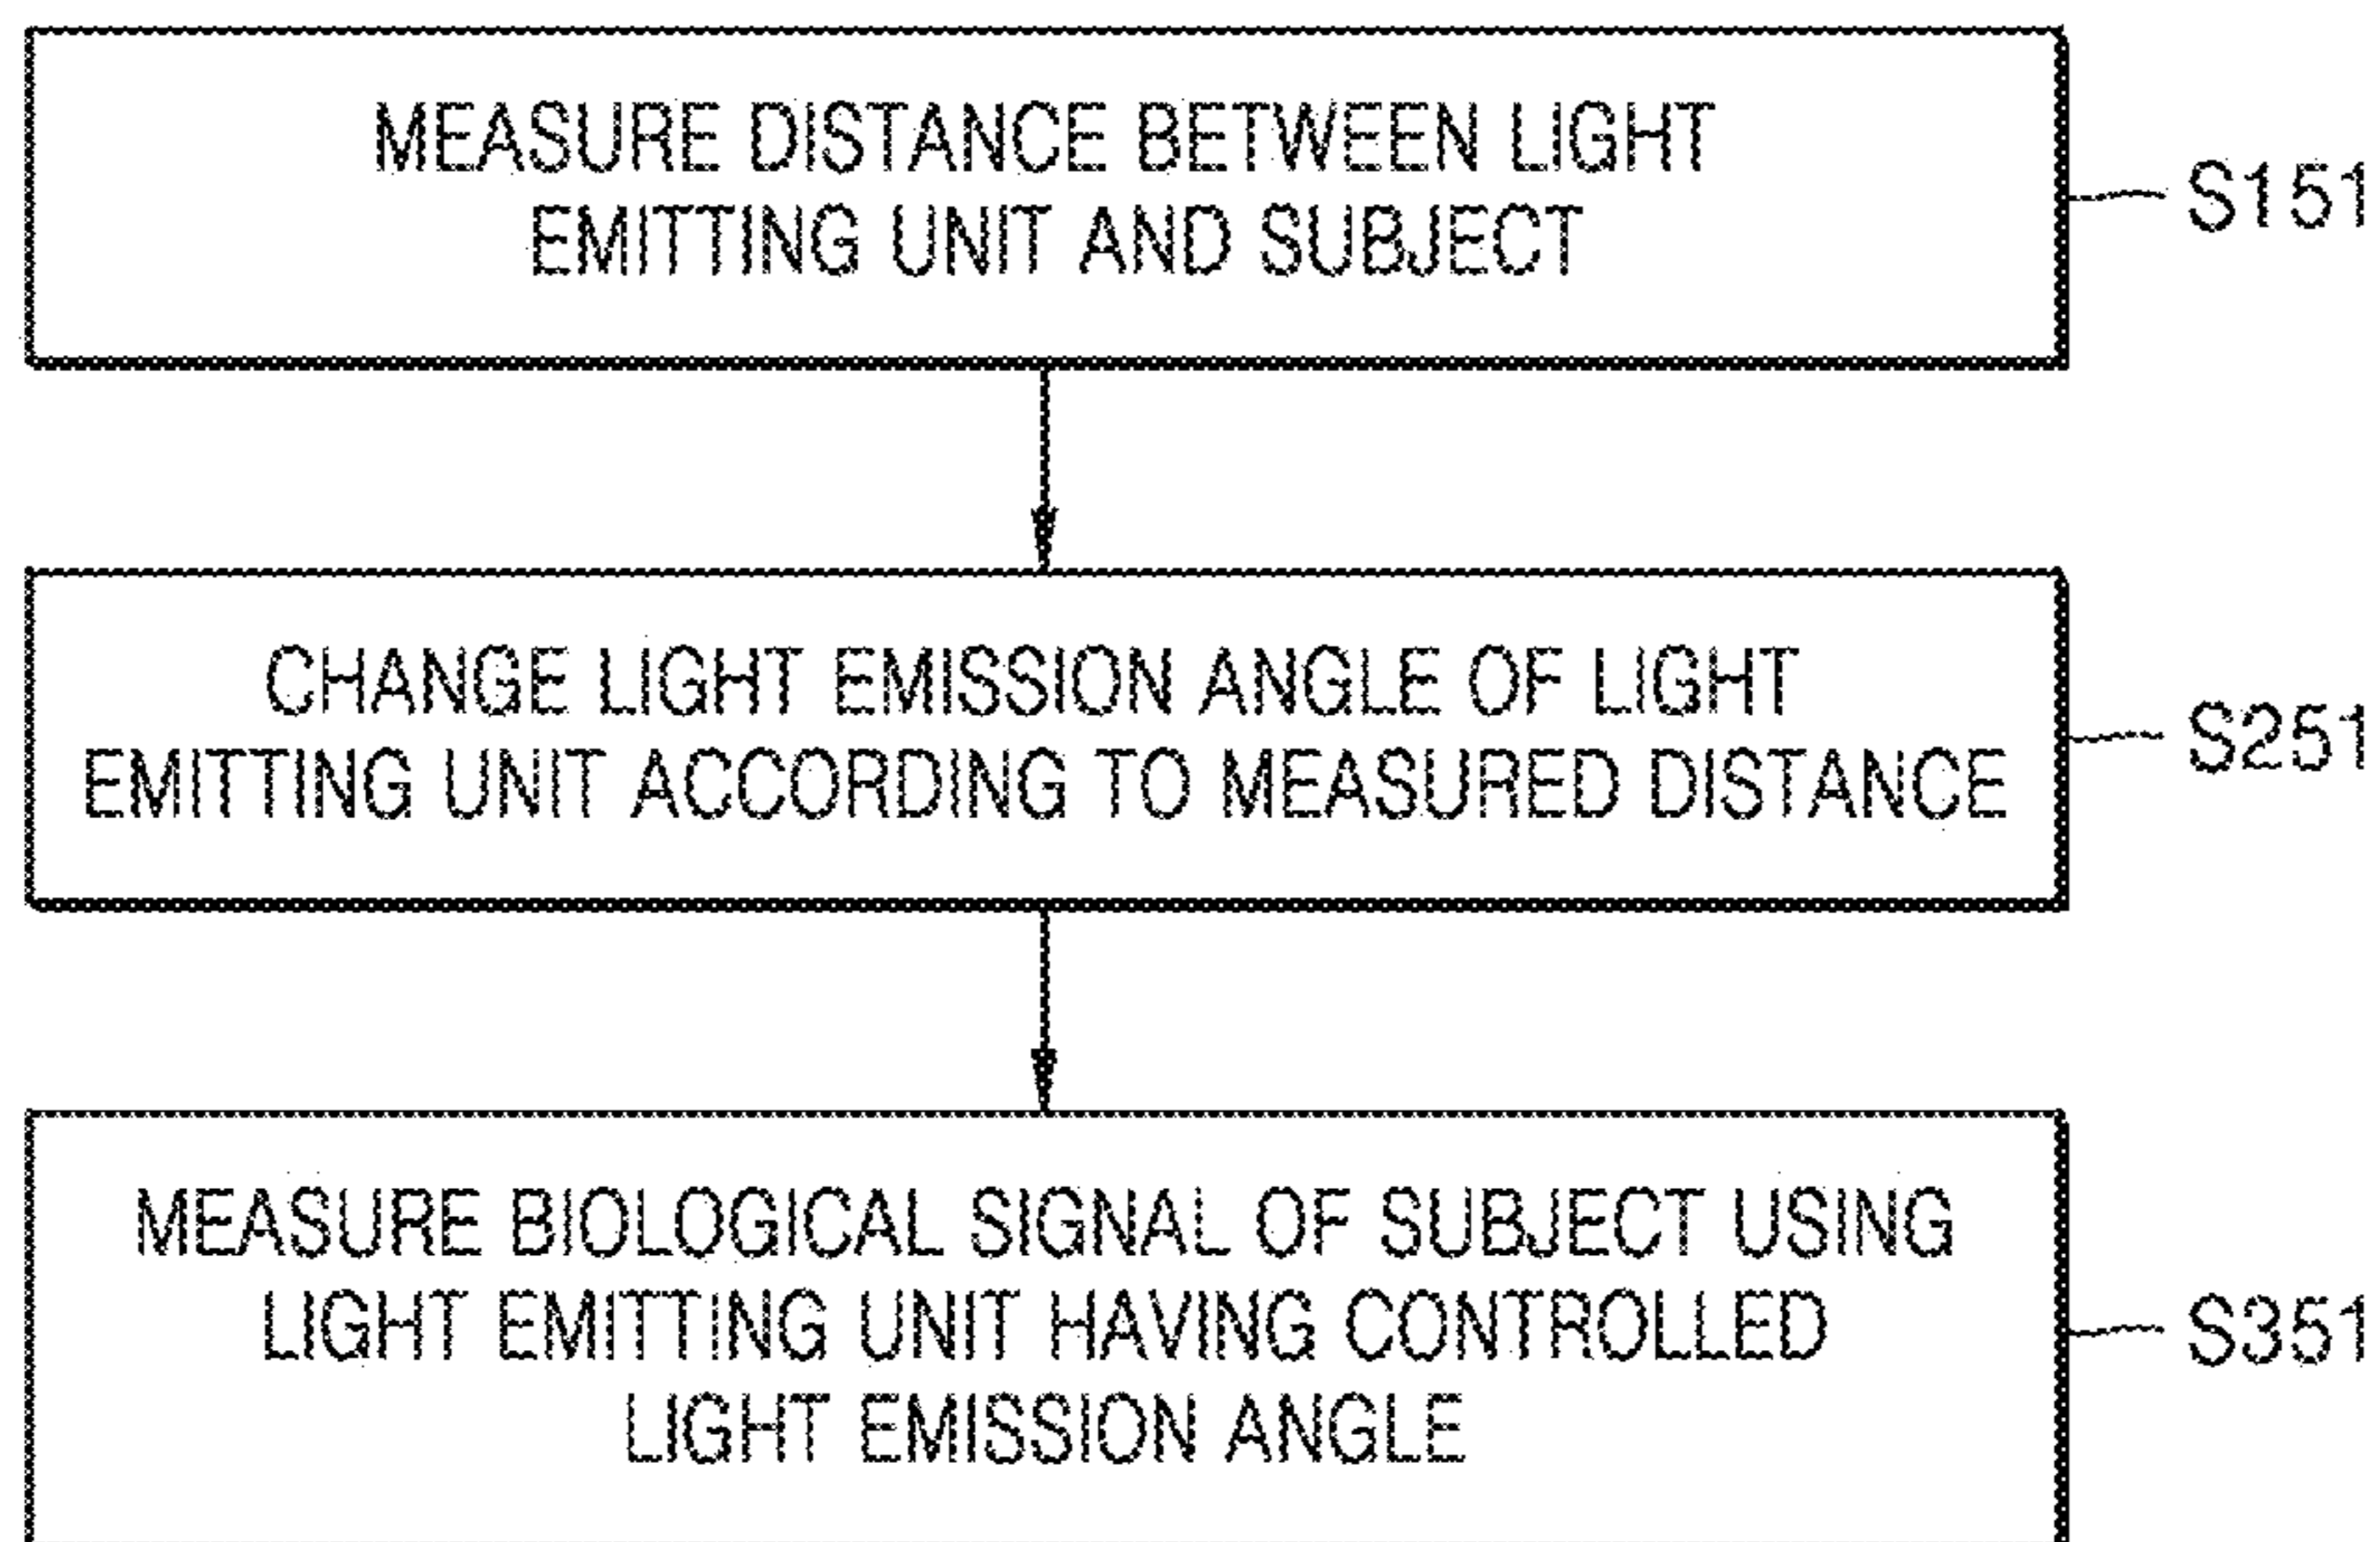 MEASURE DISTANCE BETWEEN LIGHT
EMITTING UNIT AND SUBJECT
S151
CHANGE LIGHT EMISSION ANGLE OF LIGHT
EMITTING UNIT ACCORDING TO MEASURED DISTANCE
S251
MEASURE BIOLOGICAL SIGNAL OF SUBJECT USING
LIGHT EMITTING UNIT HAVING CONTROLLED
LIGHT EMISSION ANGLE
S351